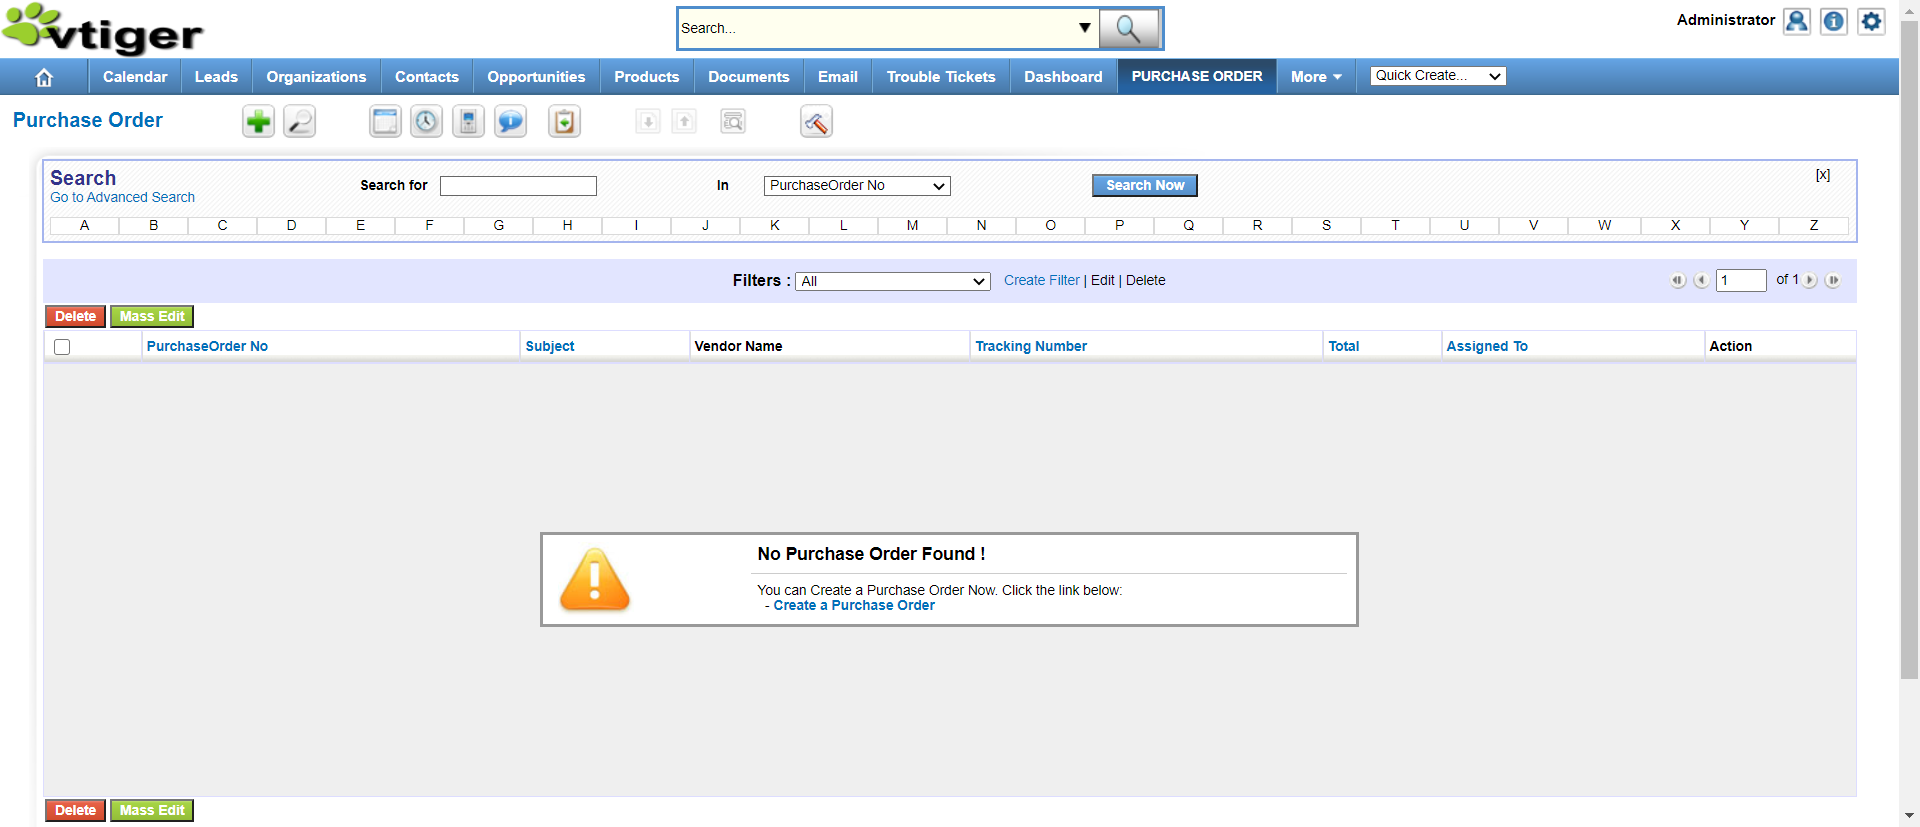 vtiger
Search...
Administrator
Calendar Leads Organizations Contacts Opportunities Products Documents Email Trouble Tickets Dashboard PURCHASE ORDER More Quick Create...
Purchase Order
Search
Go to Advanced Search
Search for In PurchaseOrder No Search Now [x]
A B C D E F G H I J K L M N O P Q R S T U V W X Y Z
Filters : All Create Filter | Edit | Delete 1 of 1
Delete Mass Edit
PurchaseOrder No Subject Vendor Name Tracking Number Total Assigned To Action
No Purchase Order Found !
You can Create a Purchase Order Now. Click the link below:
- Create a Purchase Order
Delete Mass Edit